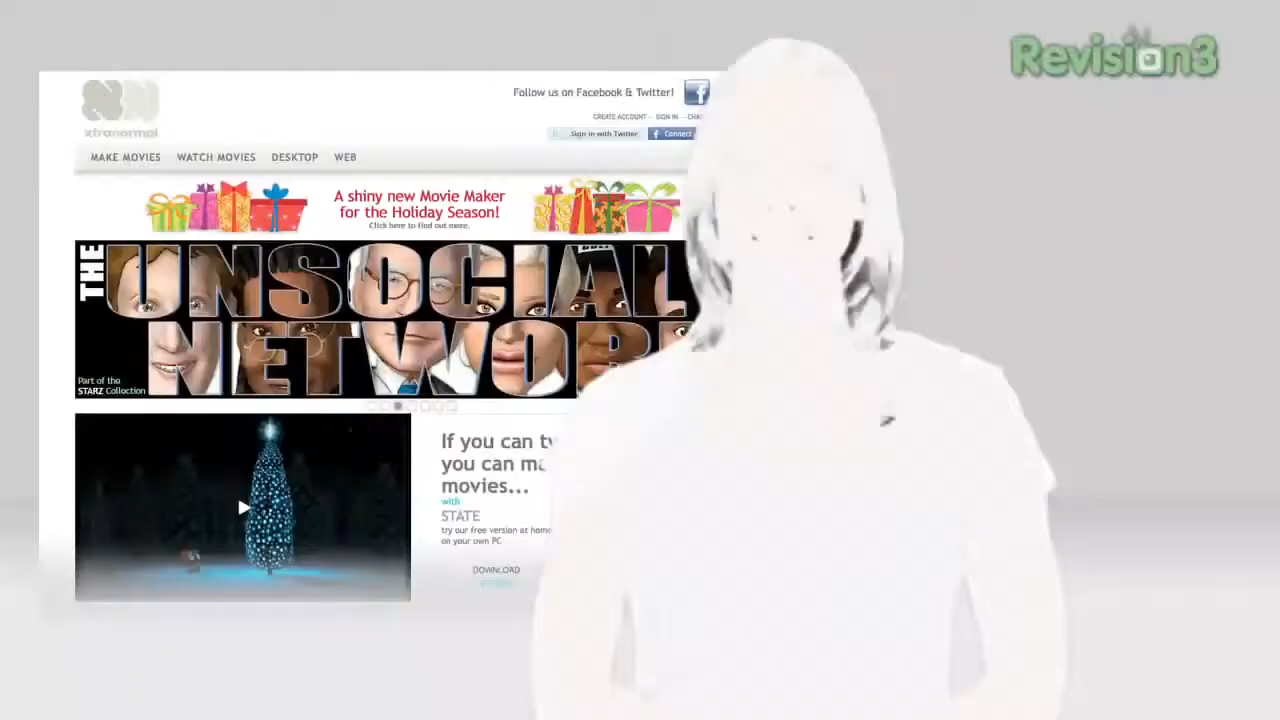 Revision3
xtranormal
Follow us on Facebook & Twitter!
CREATE ACCOUNT SIGN IN
Sign in with Twitter Connect
MAKE MOVIES WATCH MOVIES DESKTOP WEB
A shiny new Movie Maker
for the Holiday Season!
Click here to find out more.
THE UNSOCIAL
NETWOR
Part of the
STARZ Collection
If you can
you can
movies...
with
STATE
try our free version at home
on your own PC
DOWNLOAD